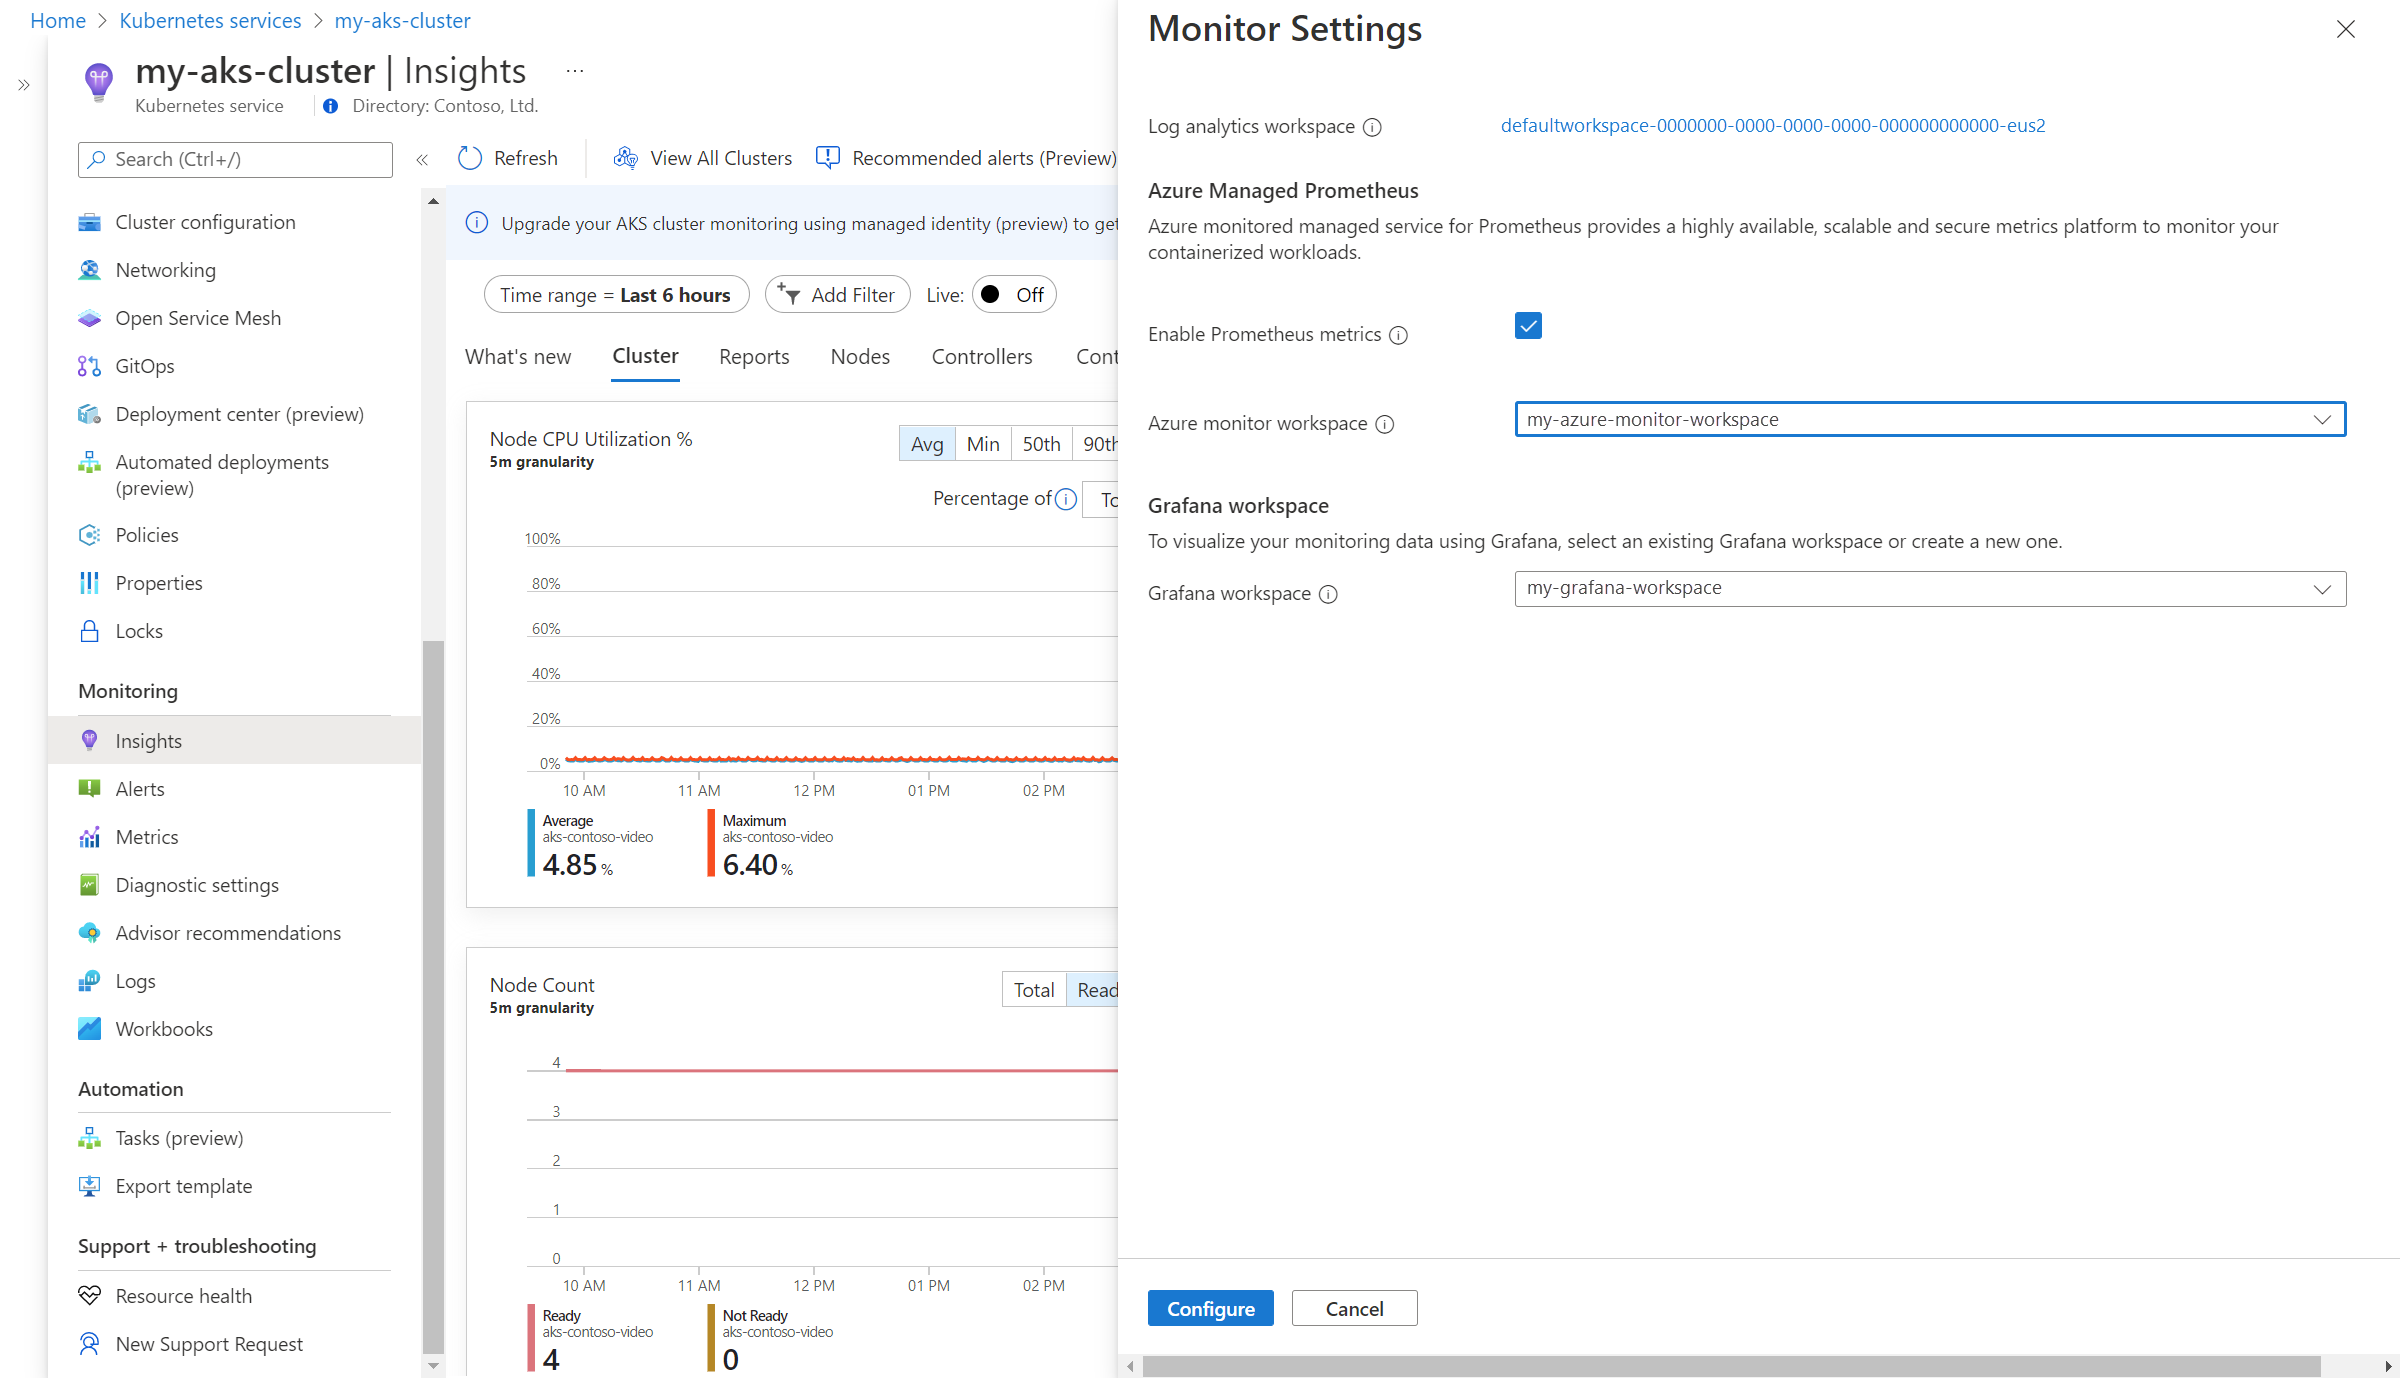 Home > Kubernetes services > my-aks-cluster
my-aks-cluster | Insights ...
Kubernetes service
Directory: Contoso, Ltd.
Search (Ctrl+/)
Cluster configuration
Networking
Open Service Mesh
GitOps
Deployment center (preview)
Automated deployments
(preview)
Policies
Properties
Locks
Monitoring
Insights
Alerts
Metrics
Diagnostic settings
Advisor recommendations
Logs
Workbooks
Automation
Tasks (preview)
Export template
Support + troubleshooting
Resource health
New Support Request
Refresh
View All Clusters
Recommended alerts (Preview)
Upgrade your AKS cluster monitoring using managed identity (preview) to get
Time range = Last 6 hours
Add Filter
Live:
Off
What's new
Cluster
Reports
Nodes
Controllers
Cont
Node CPU Utilization %
5m granularity
Avg
Min
50th
90th
Percentage of
To
100%
80%
60%
40%
20%
0%
10 AM
11 AM
12 PM
01 PM
02 PM
Average
aks-contoso-video
4.85 %
Maximum
aks-contoso-video
6.40 %
Node Count
5m granularity
Total
Read
4
3
2
1
0
10 AM
11 AM
12 PM
01 PM
02 PM
Ready
aks-contoso-video
4
Not Ready
aks-contoso-video
0
Monitor Settings
Log analytics workspace
defaultworkspace-0000000-0000-0000-0000-000000000000-eus2
Azure Managed Prometheus
Azure monitored managed service for Prometheus provides a highly available, scalable and secure metrics platform to monitor your
containerized workloads.
Enable Prometheus metrics
Azure monitor workspace
my-azure-monitor-workspace
Grafana workspace
To visualize your monitoring data using Grafana, select an existing Grafana workspace or create a new one.
Grafana workspace
my-grafana-workspace
Configure
Cancel